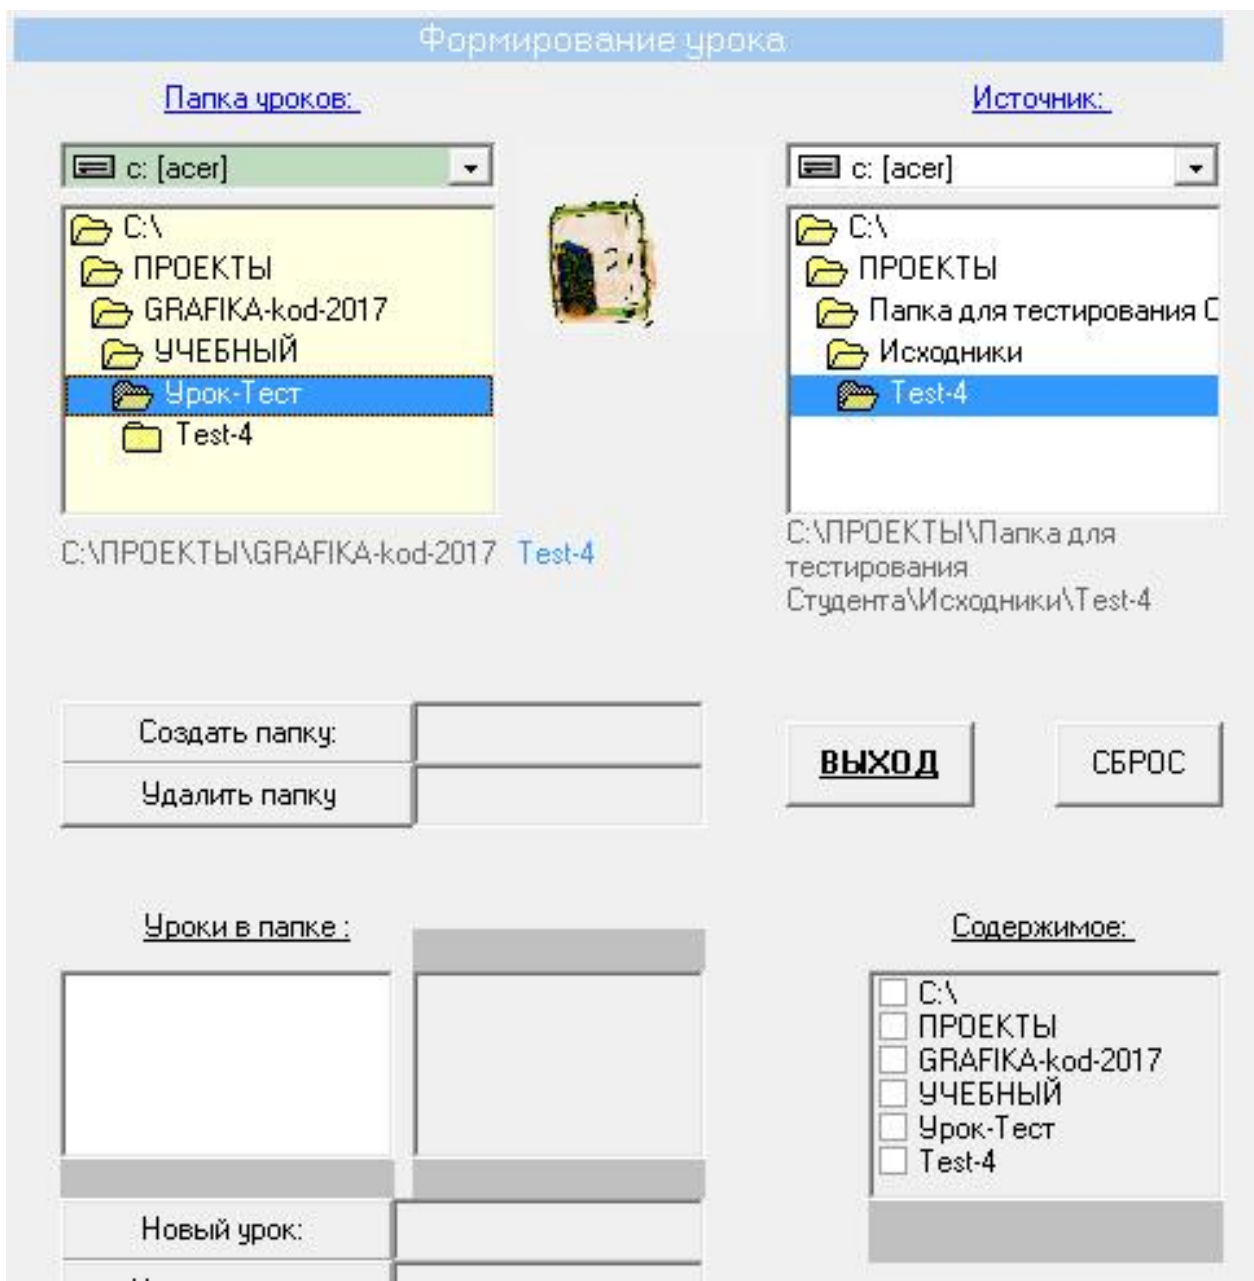 Формирование урока
Папка уроков:
Источник:
c: [acer]
c: [acer]
C:\
ПРОЕКТЫ
GRAFIKA-kod-2017
УЧЕБНЫЙ
Урок-Тест
Test-4
C:\
ПРОЕКТЫ
Папка для тестирования С
Исходники
Test-4
C:\ПРОЕКТЫ\GRAFIKA-kod-2017
Test-4
C:\ПРОЕКТЫ\Папка для
тестирования
Студента\Исходники\Test-4
Создать папку:
Удалить папку
ВЫХОД
СБРОС
Уроки в папке :
Содержимое:
C:\
ПРОЕКТЫ
GRAFIKA-kod-2017
УЧЕБНЫЙ
Урок-Тест
Test-4
Новый урок: